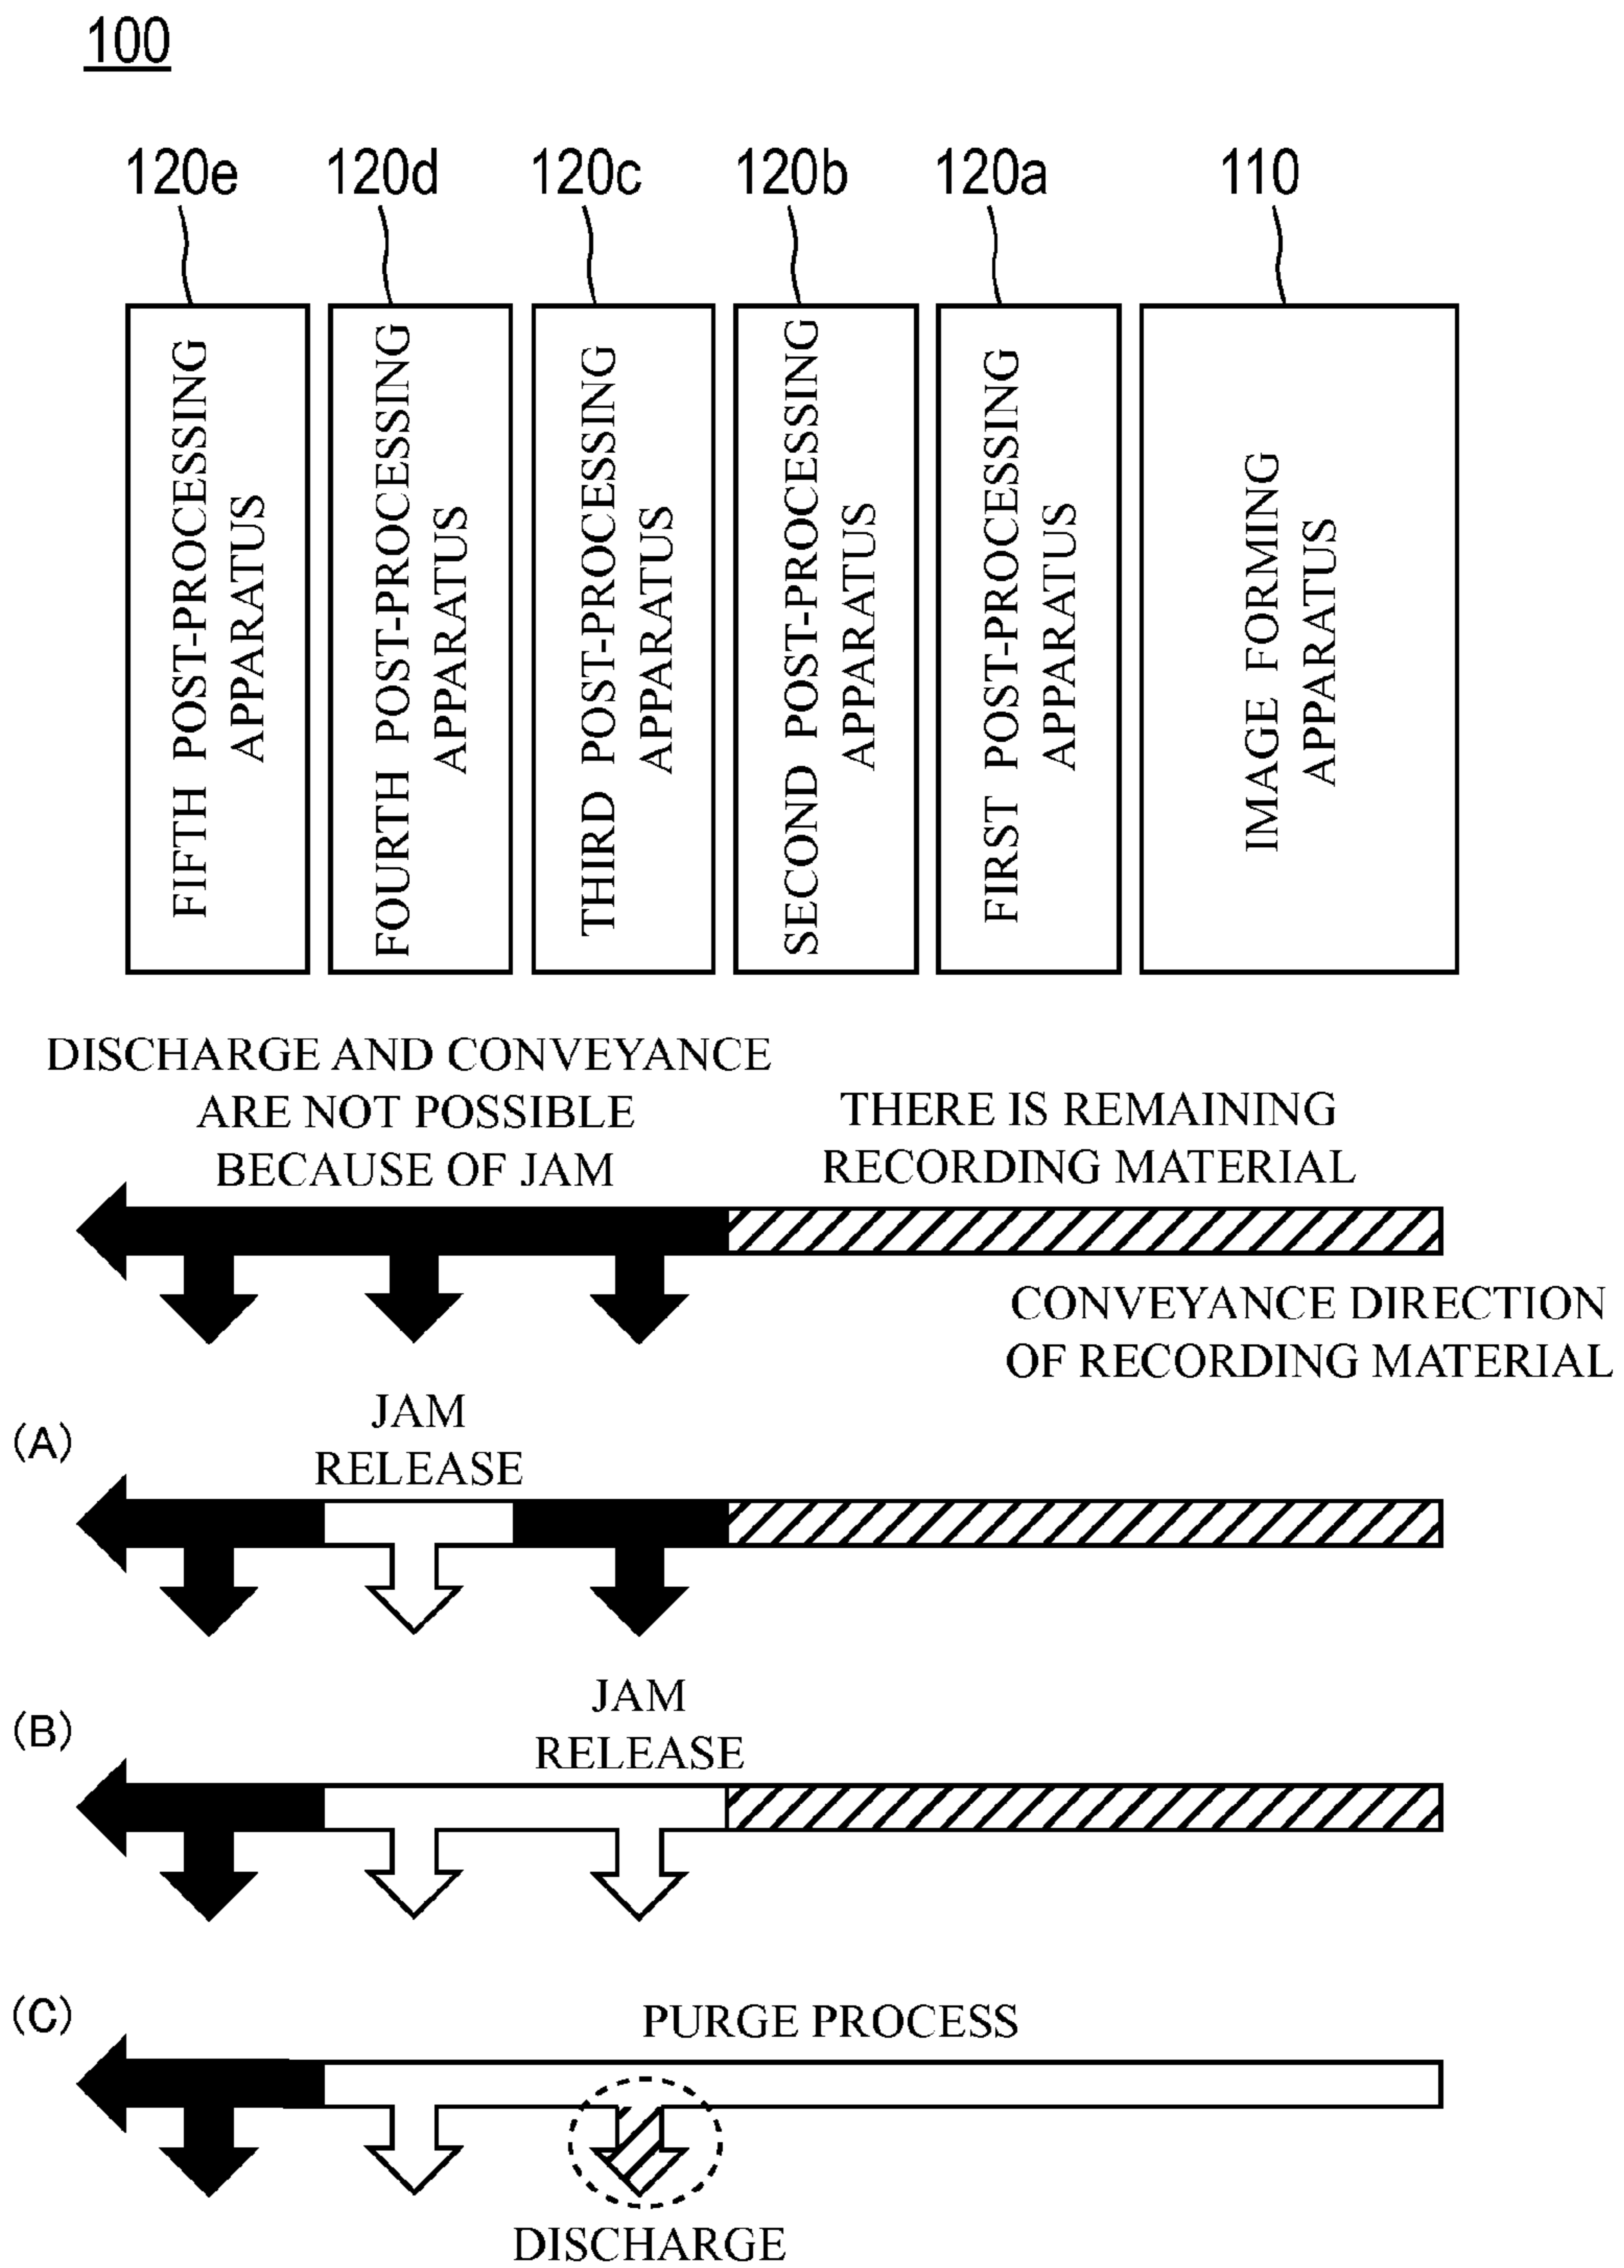 100
120e
120d
120c
120b
120a
110
FIFTH POST-PROCESSING
APPARATUS
FOURTH POST-PROCESSING
APPARATUS
THIRD POST-PROCESSING
APPARATUS
SECOND POST-PROCESSING
APPARATUS
FIRST POST-PROCESSING
APPARATUS
IMAGE FORMING
APPARATUS
DISCHARGE AND CONVEYANCE
ARE NOT POSSIBLE
BECAUSE OF JAM
THERE IS REMAINING
RECORDING MATERIAL
CONVEYANCE DIRECTION
OF RECORDING MATERIAL
(A)
JAM
RELEASE
(B)
JAM
RELEASE
(C)
PURGE PROCESS
DISCHARGE